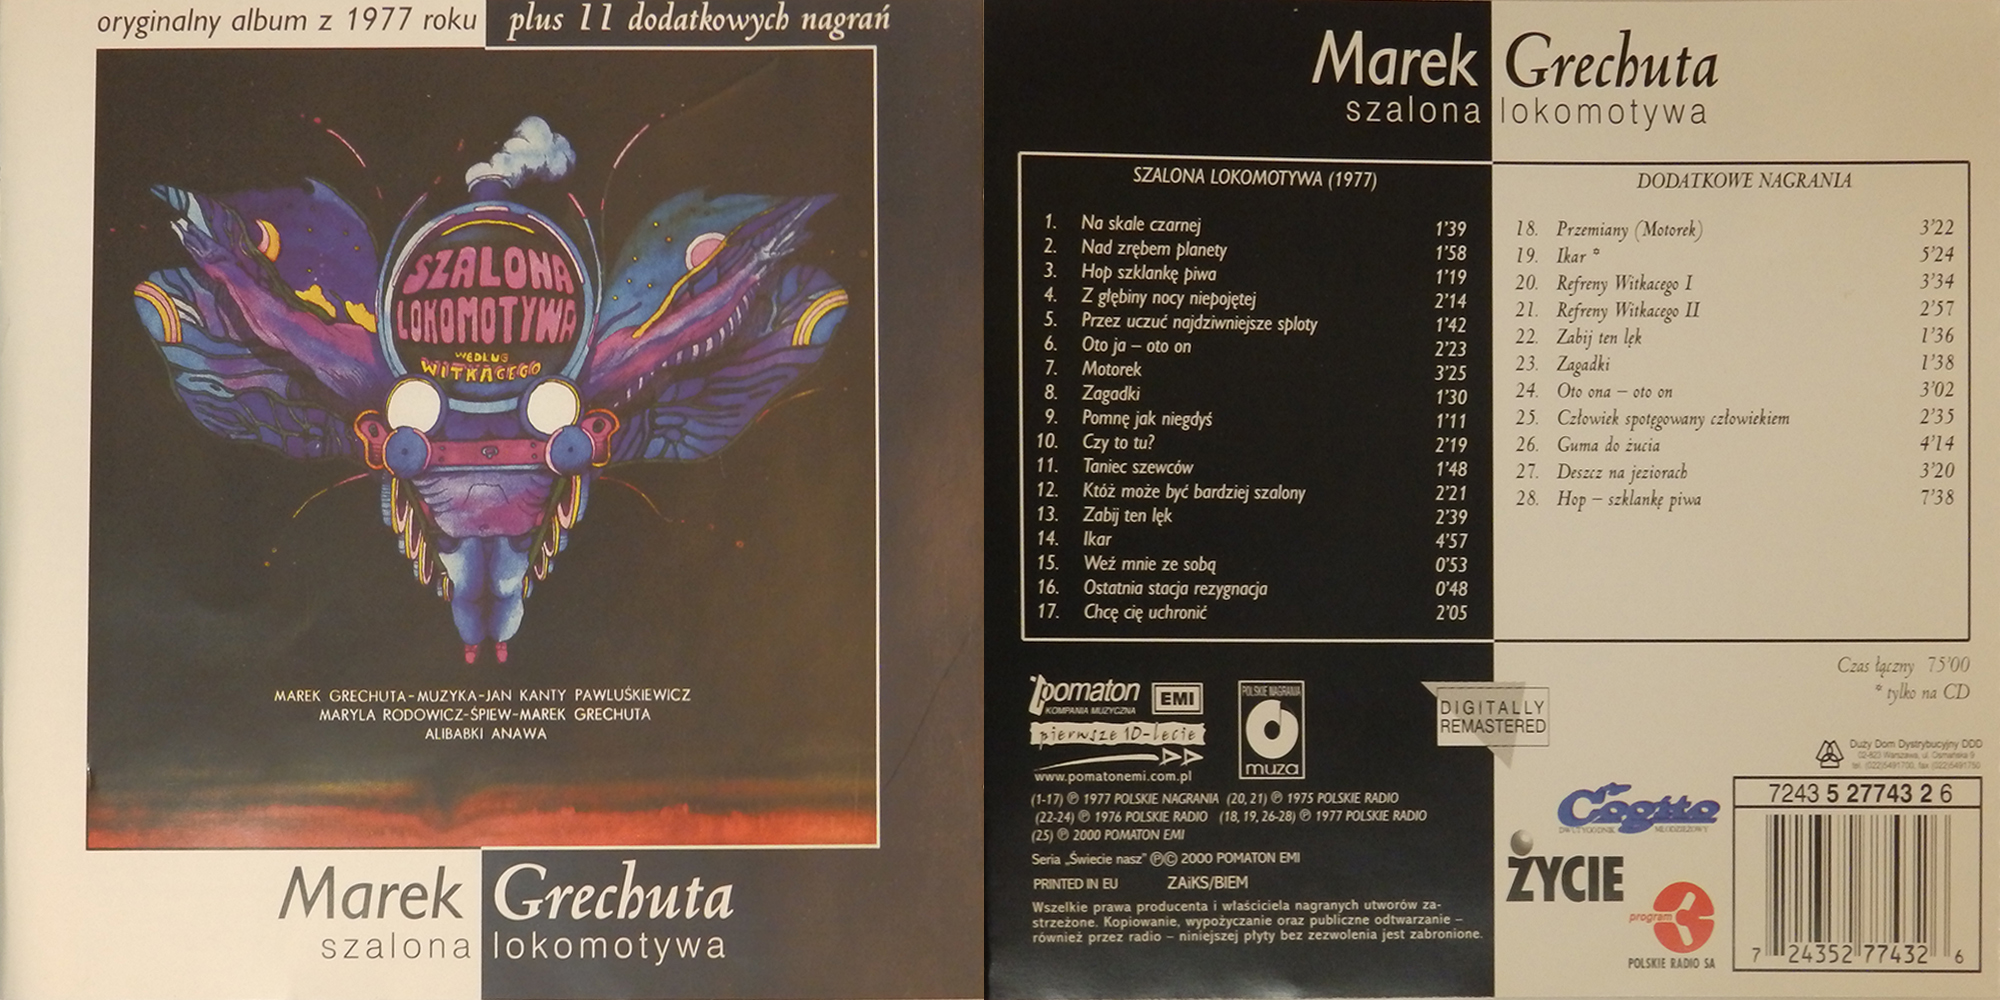 oryginalny album z 1977 roku plus 11 dodatkowych nagrań
SZALONA
LOKOMOTYWA
WEDŁUG
WITKACEGO
MAREK GRECHUTA-MUZYKA-JAN KANTY PAWLUŚKIEWICZ
MARYLA RODOWICZ-ŚPIEW-MAREK GRECHUTA
ALIBABKI ANAWA
Marek Grechuta
szalona lokomotywa
Marek Grechuta
szalona lokomotywa
SZALONA LOKOMOTYWA (1977)
1. Na skale czarnej 1'39
2. Nad zrębem planety 1'58
3. Hop szklankę piwa 1'19
4. Z głębiny nocy niepojętej 2'14
5. Przez uczuć najdziwniejsze sploty 1'42
6. Oto ja – oto on 2'23
7. Motorek 3'25
8. Zagadki 1'30
9. Pomnę jak niegdyś 1'11
10. Czy to tu? 2'19
11. Taniec szewców 1'48
12. Któż może być bardziej szalony 2'21
13. Zabij ten lęk 2'39
14. Ikar 4'57
15. Weź mnie ze sobą 0'53
16. Ostatnia stacja rezygnacja 0'48
17. Chcę cię uchronić 2'05
DODATKOWE NAGRANIA
18. Przemiany (Motorek) 3'22
19. Ikar * 5'24
20. Refreny Witkacego I 3'34
21. Refreny Witkacego II 2'57
22. Zabij ten lęk 1'36
23. Zagadki 1'38
24. Oto ona – oto on 3'02
25. Człowiek spotęgowany człowiekiem 2'35
26. Guma do żucia 4'14
27. Deszcz na jeziorach 3'20
28. Hop – szklankę piwa 7'38
Czas łączny 75'00
* tylko na CD
pomaton EMI
KOMPANIA MUZYCZNA
pierwsze 10-lecie
www.pomatonemi.com.pl
POLSKIE NAGRANIA
muza
DIGITALLY
REMASTERED
(1-17) ℗ 1977 POLSKIE NAGRANIA (20, 21) ℗ 1975 POLSKIE RADIO
(22-24) ℗ 1976 POLSKIE RADIO (18, 19, 26-28) ℗ 1977 POLSKIE RADIO
(25) ℗ 2000 POMATON EMI
Seria „Świecie nasz" ℗© 2000 POMATON EMI
PRINTED IN EU ZAiKS/BIEM
Wszelkie prawa producenta i właściciela nagranych utworów za-
strzeżone. Kopiowanie, wypożyczanie oraz publiczne odtwarzanie –
również przez radio – niniejszej płyty bez zezwolenia jest zabronione.
Duży Dom Dystrybucyjny DDD
02-823 Warszawa, ul. Osmańska 9
tel. (022)6491700, fax (022)6491750
Cogito
DWUTYGODNIK MŁODZIEŻOWY
ŻYCIE
program
POLSKIE RADIO SA
7243 5 27743 2 6
7 24352 77432 6